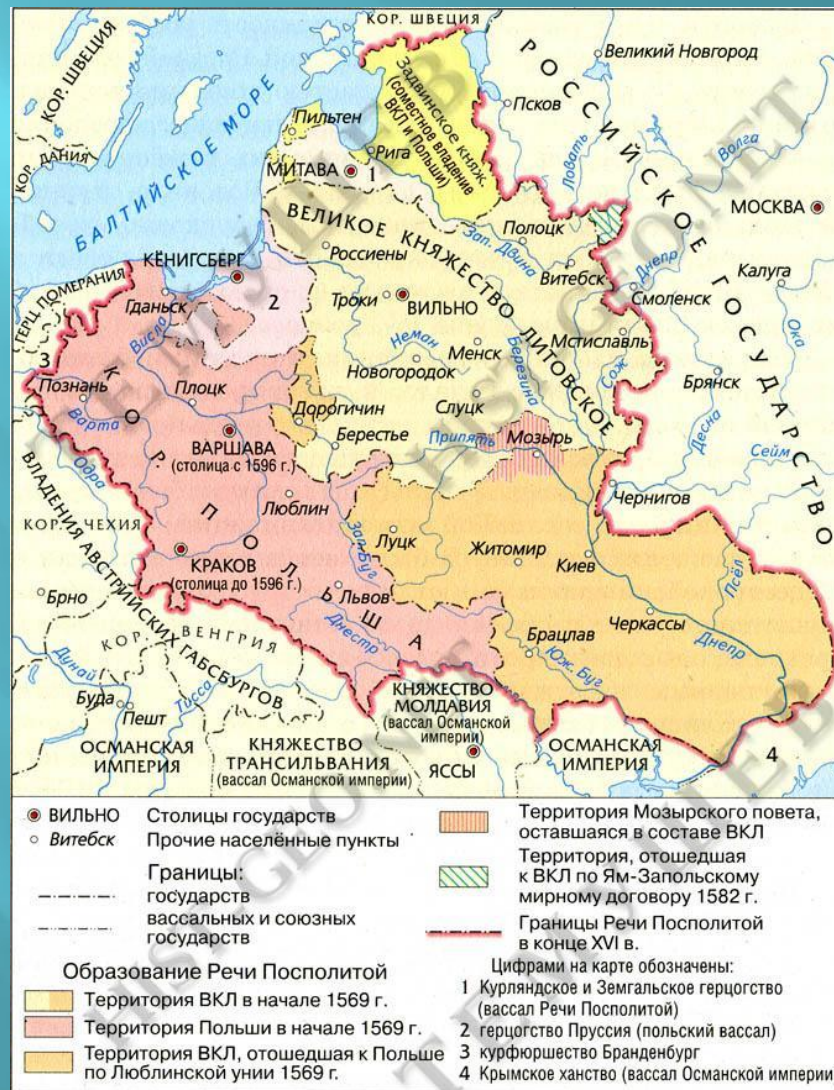 КОР. ШВЕЦИЯ
КОР. ШВЕЦИЯ
КОР. ДАНИЯ
БАЛТИЙСКОЕ МОРЕ
Пильтен
МИТАВА
1
Рига
Задвинское княж.
(совместное владение
ВКЛ и Польши)
Великий Новгород
Псков
Ловать
Волга
РОССИЙСКОЕ ГОСУДАРСТВО
МОСКВА
Калуга
Ока
ВЕЛИКОЕ КНЯЖЕСТВО ЛИТОВСКОЕ
Россиены
Полоцк
Зап. Двина
Витебск
Днепр
Смоленск
КЁНИГСБЕРГ
Гданьск
2
Троки
ВИЛЬНО
Неман
Менск
Новогородок
Березина
Мстиславль
Сож
Брянск
Десна
Сейм
ГЕРЦ. ПОМЕРАНИЯ
3
Познань
Варта
Висла
Плоцк
ВАРШАВА
(столица с 1596 г.)
Дорогичин
Берестье
Слуцк
Припять
Мозырь
Чернигов
КОР. ПОЛЬША
Одра
Люблин
КРАКОВ
(столица до 1596 г.)
Зап. Буг
Луцк
Житомир
Киев
Псёл
Львов
Днестр
Черкассы
Днепр
Брацлав
Юж. Буг
ВЛАДЕНИЯ АВСТРИЙСКИХ ГАБСБУРГОВ
КОР. ЧЕХИЯ
Брно
КОР. ВЕНГРИЯ
Дунай
Буда
Пешт
Тисса
ОСМАНСКАЯ
ИМПЕРИЯ
КНЯЖЕСТВО
ТРАНСИЛЬВАНИЯ
(вассал Османской империи)
КНЯЖЕСТВО
МОЛДАВИЯ
(вассал Османской
империи)
ЯССЫ
ОСМАНСКАЯ
ИМПЕРИЯ
4
ВИЛЬНО Столицы государств
Витебск Прочие населённые пункты
Границы:
государств
вассальных и союзных
государств
Образование Речи Посполитой
Территория ВКЛ в начале 1569 г.
Территория Польши в начале 1569 г.
Территория ВКЛ, отошедшая к Польше
по Люблинской унии 1569 г.
Территория Мозырского повета,
оставшаяся в составе ВКЛ
Территория, отошедшая
к ВКЛ по Ям-Запольскому
мирному договору 1582 г.
Границы Речи Посполитой
в конце XVI в.
Цифрами на карте обозначены:
1 Курляндское и Земгальское герцогство
(вассал Речи Посполитой)
2 герцогство Пруссия (польский вассал)
3 курфюршество Бранденбург
4 Крымское ханство (вассал Османской империи
ТЕМУШЕВ
HIST-GEO.NET
HIST-GEO.NET
ТЕМУШЕВ